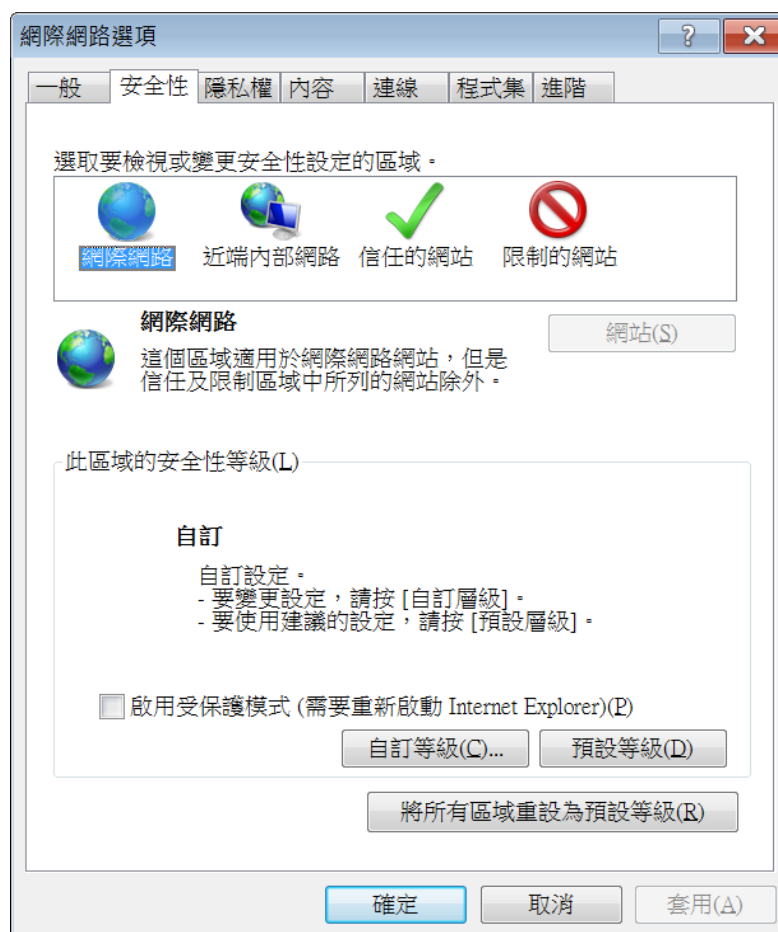 網際網路選項
一般 安全性 隱私權 內容 連線 程式集 進階
選取要檢視或變更安全性設定的區域。
網際網路 近端內部網路 信任的網站 限制的網站
網際網路
網站(S)
這個區域適用於網際網路網站，但是
信任及限制區域中所列的網站除外。
此區域的安全性等級(L)
自訂
自訂設定。
- 要變更設定，請按 [自訂層級]。
- 要使用建議的設定，請按 [預設層級]。
啟用受保護模式 (需要重新啟動 Internet Explorer)(P)
自訂等級(C)... 預設等級(D)
將所有區域重設為預設等級(R)
確定 取消 套用(A)